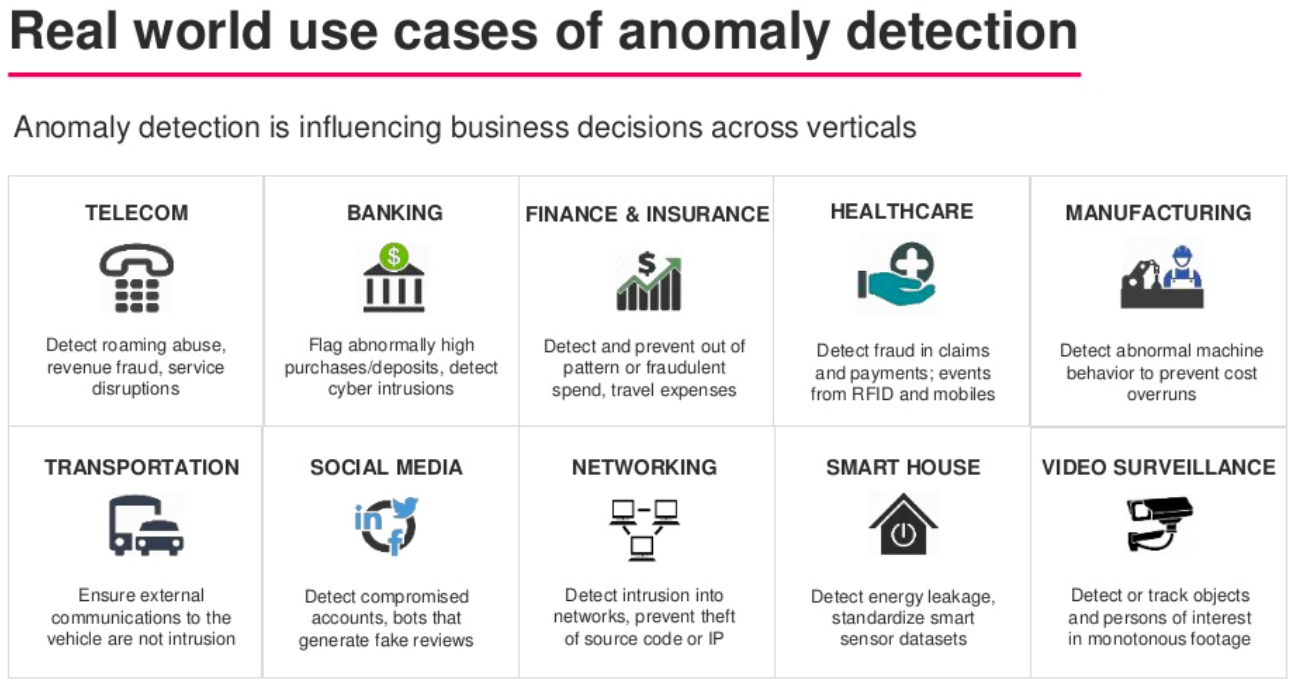 Real world use cases of anomaly detection
Anomaly detection is influencing business decisions across verticals
TELECOM
Detect roaming abuse,
revenue fraud, service
disruptions
BANKING
$
Flag abnormally high
purchases/deposits, detect
cyber intrusions
FINANCE & INSURANCE
$
Detect and prevent out of
pattern or fraudulent
spend, travel expenses
HEALTHCARE
Detect fraud in claims
and payments; events
from RFID and mobiles
MANUFACTURING
Detect abnormal machine
behavior to prevent cost
overruns
TRANSPORTATION
Ensure external
communications to the
vehicle are not intrusion
SOCIAL MEDIA
in
f
Detect compromised
accounts, bots that
generate fake reviews
NETWORKING
Detect intrusion into
networks, prevent theft
of source code or IP
SMART HOUSE
Detect energy leakage,
standardize smart
sensor datasets
VIDEO SURVEILLANCE
Detect or track objects
and persons of interest
in monotonous footage